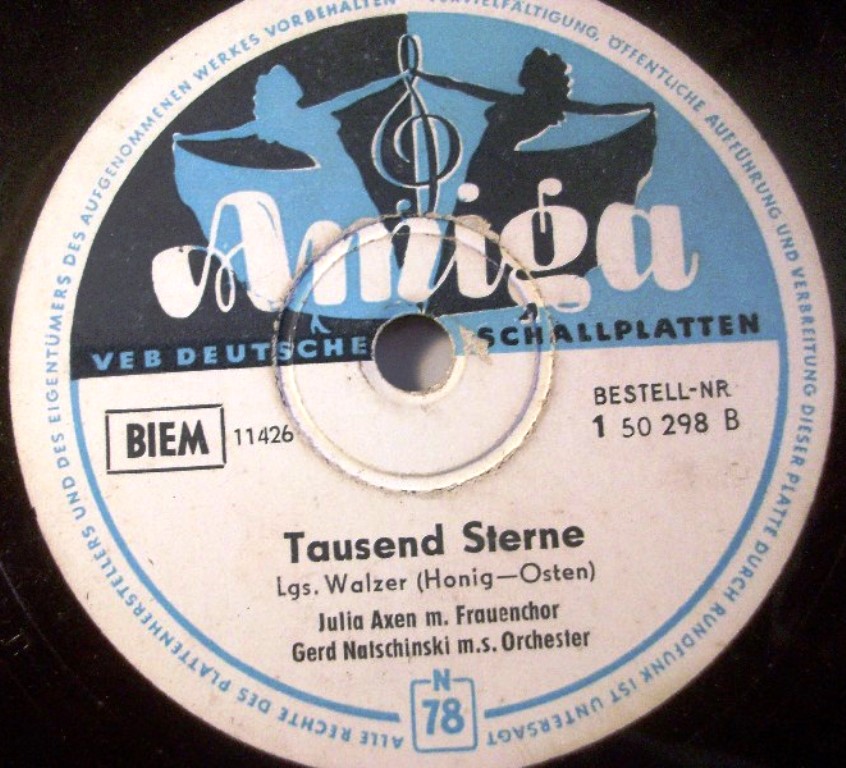 ALLE RECHTE DES PLATTENHERSTELLERS UND DES EIGENTÜMERS DES AUFGENOMMENEN WERKES VORBEHALTEN
VERVIELFÄLTIGUNG, ÖFFENTLICHE AUFFÜHRUNG UND VERBREITUNG DIESER PLATTE DURCH RUNDFUNK IST UNTERSAGT
Amiga
VEB DEUTSCHE SCHALLPLATTEN
BIEM 11426
BESTELL-NR
1 50 298 B
Tausend Sterne
Lgs. Walzer (Honig—Osten)
Julia Axen m. Frauenchor
Gerd Natschinski m.s. Orchester
N
78